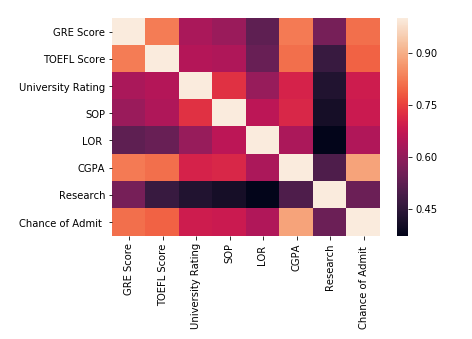 GRE Score
TOEFL Score
University Rating
SOP
LOR
CGPA
Research
Chance of Admit
GRE Score
TOEFL Score
University Rating
SOP
LOR
CGPA
Research
Chance of Admit
0.90
0.75
0.60
0.45